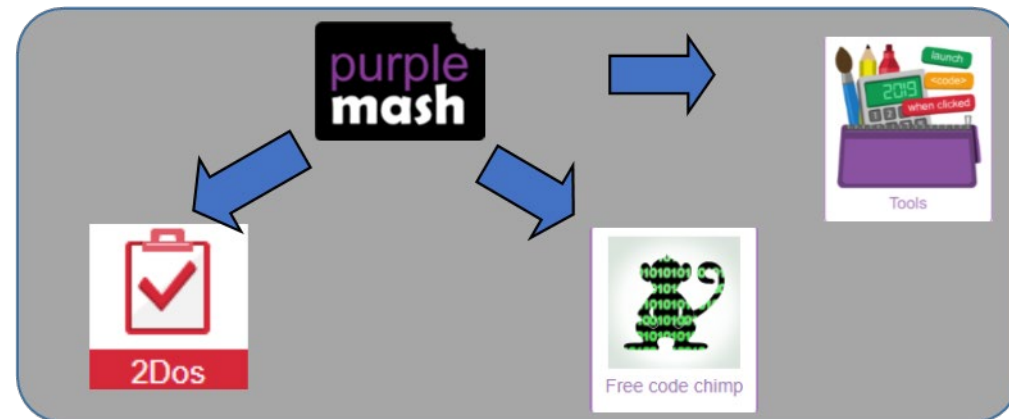 purple
mash
launch
<code>
2019
when clicked
Tools
2Dos
Free code chimp